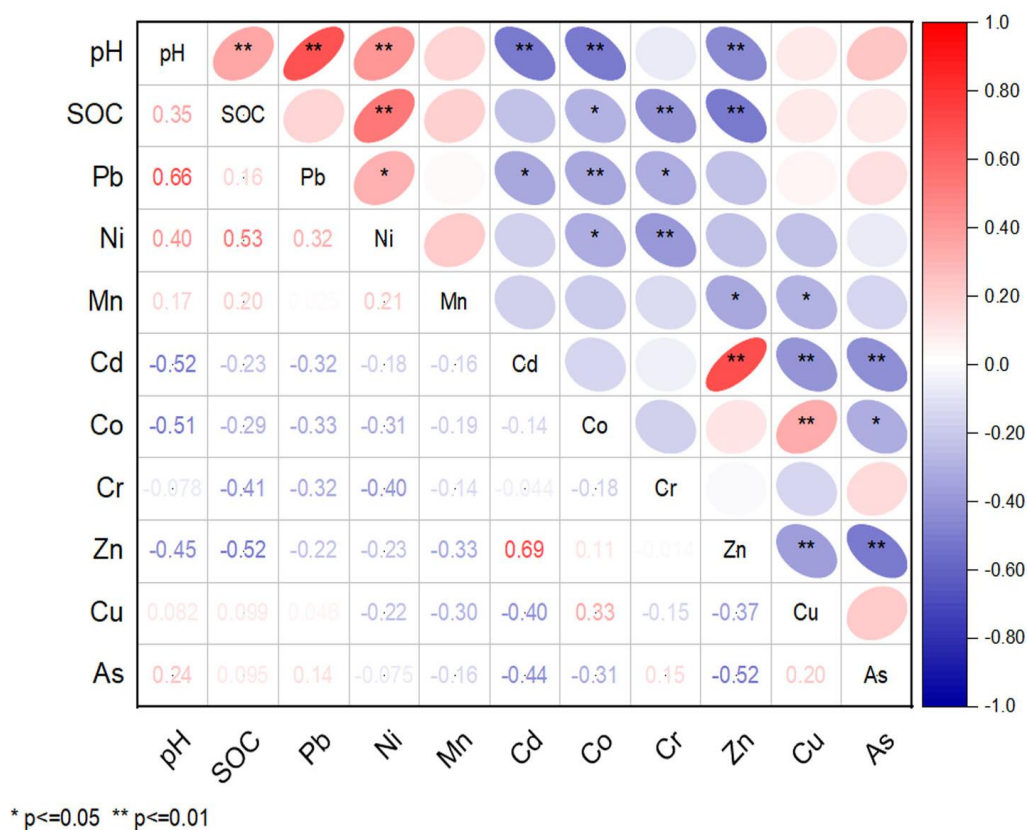 pH pH ** ** ** ** ** ** 1.0
SOC 0.35 SOC ** * ** ** 0.80
Pb 0.66 0.16 Pb * * ** * 0.60
Ni 0.40 0.53 0.32 Ni * ** 0.40
Mn 0.17 0.20 0.21 Mn * * 0.20
Cd -0.52 -0.23 -0.32 -0.18 -0.16 Cd ** ** ** 0.0
Co -0.51 -0.29 -0.33 -0.31 -0.19 -0.14 Co ** * -0.20
Cr -0.078 -0.41 -0.32 -0.40 -0.14 -0.044 -0.18 Cr -0.40
Zn -0.45 -0.52 -0.22 -0.23 -0.33 0.69 0.11 -0.014 Zn ** ** -0.60
Cu 0.082 0.099 -0.22 -0.30 -0.40 0.33 -0.15 -0.37 Cu -0.80
As 0.24 0.095 0.14 -0.075 -0.16 -0.44 -0.31 0.15 -0.52 0.20 As -1.0
pH SOC Pb Ni Mn Cd Co Cr Zn Cu As
* p<=0.05 ** p<=0.01